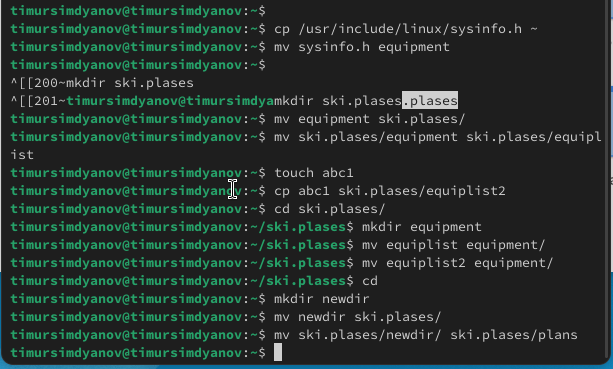 timursimdyanov@timursimdyanov:~$
timursimdyanov@timursimdyanov:~$ cp /usr/include/linux/sysinfo.h ~
timursimdyanov@timursimdyanov:~$ mv sysinfo.h equipment
timursimdyanov@timursimdyanov:~$
^[[200~mkdir ski.plases
^[[201~timursimdyanov@timursimdyamkdir ski.plases.plases
timursimdyanov@timursimdyanov:~$ mv equipment ski.plases/
timursimdyanov@timursimdyanov:~$ mv ski.plases/equipment ski.plases/equipl
ist
timursimdyanov@timursimdyanov:~$ touch abc1
timursimdyanov@timursimdyanov:~$ cp abc1 ski.plases/equiplist2
timursimdyanov@timursimdyanov:~$ cd ski.plases/
timursimdyanov@timursimdyanov:~/ski.plases$ mkdir equipment
timursimdyanov@timursimdyanov:~/ski.plases$ mv equiplist equipment/
timursimdyanov@timursimdyanov:~/ski.plases$ mv equiplist2 equipment/
timursimdyanov@timursimdyanov:~/ski.plases$ cd
timursimdyanov@timursimdyanov:~$ mkdir newdir
timursimdyanov@timursimdyanov:~$ mv newdir ski.plases/
timursimdyanov@timursimdyanov:~$ mv ski.plases/newdir/ ski.plases/plans
timursimdyanov@timursimdyanov:~$